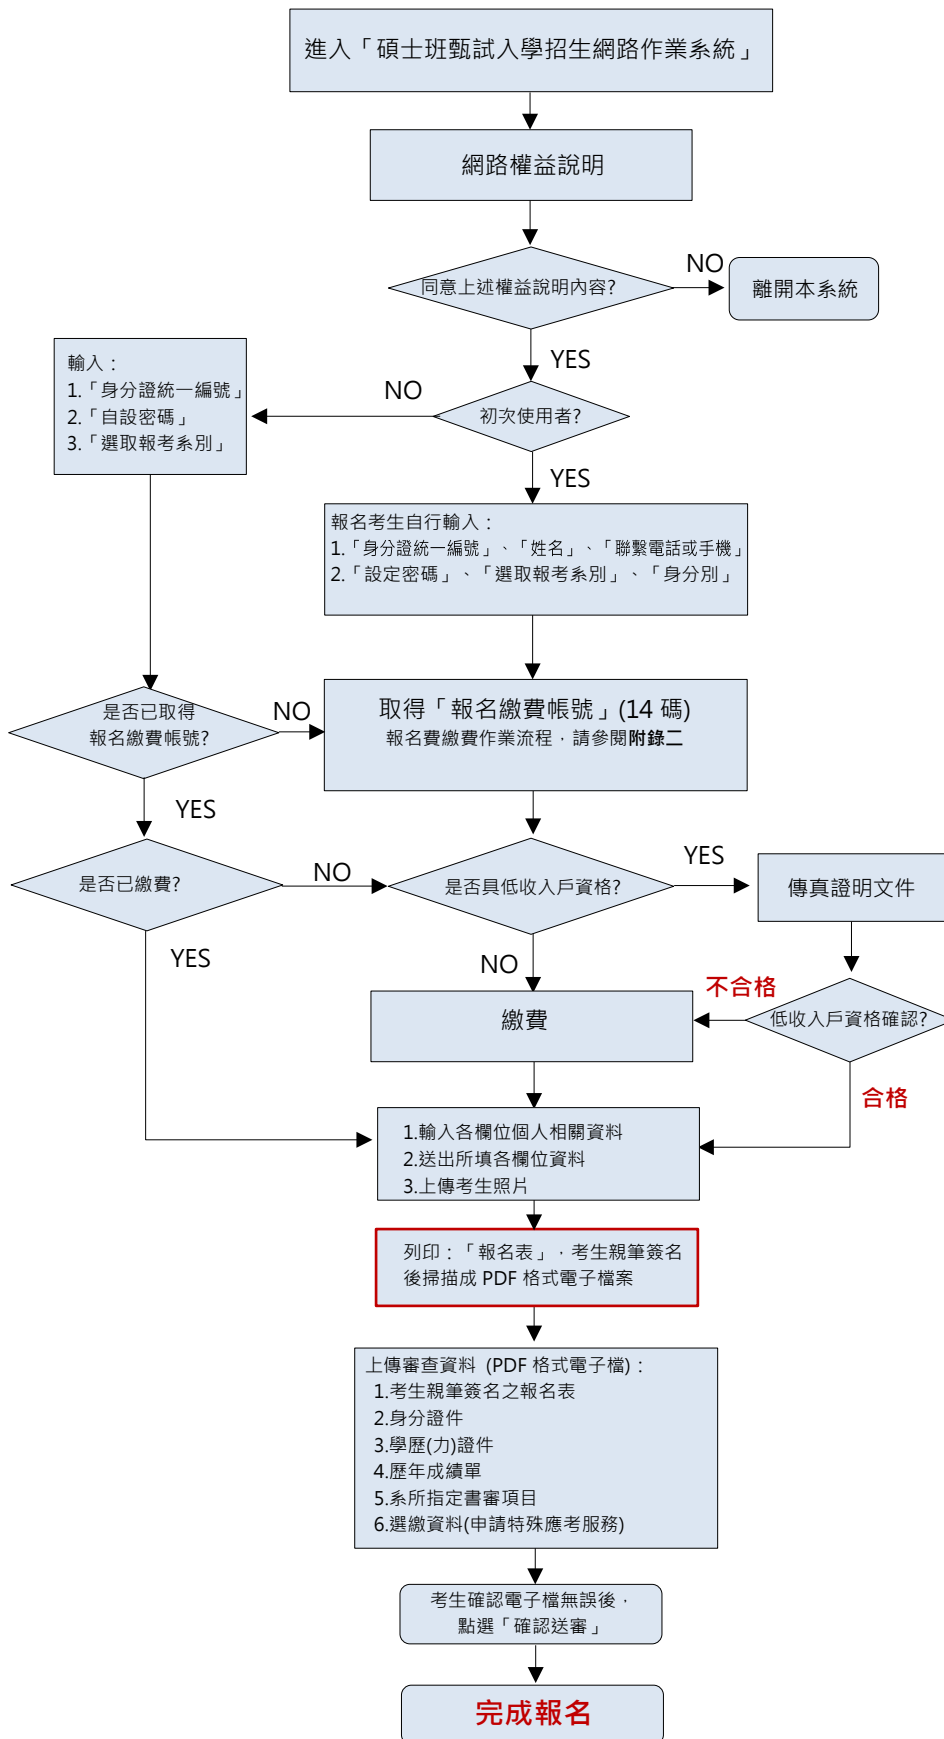 進入「碩士班甄試入學招生網路作業系統」
網路權益說明
同意上述權益說明內容?
NO
離開本系統
YES
初次使用者?
NO
輸入：
1.「身分證統一編號」
2.「自設密碼」
3.「選取報考系別」
YES
報名考生自行輸入：
1.「身分證統一編號」、「姓名」、「聯繫電話或手機」
2.「設定密碼」、「選取報考系別」、「身分別」
是否已取得
報名繳費帳號?
NO
取得「報名繳費帳號」(14 碼)
報名費繳費作業流程，請參閱附錄二
YES
是否已繳費?
NO
是否具低收入戶資格?
YES
傳真證明文件
YES
NO
不合格
繳費
低收入戶資格確認?
合格
1.輸入各欄位個人相關資料
2.送出所填各欄位資料
3.上傳考生照片
列印：「報名表」，考生親筆簽名
後掃描成 PDF 格式電子檔案
上傳審查資料 (PDF 格式電子檔)：
1.考生親筆簽名之報名表
2.身分證件
3.學歷(力)證件
4.歷年成績單
5.系所指定書審項目
6.選繳資料(申請特殊應考服務)
考生確認電子檔無誤後，
點選「確認送審」
完成報名